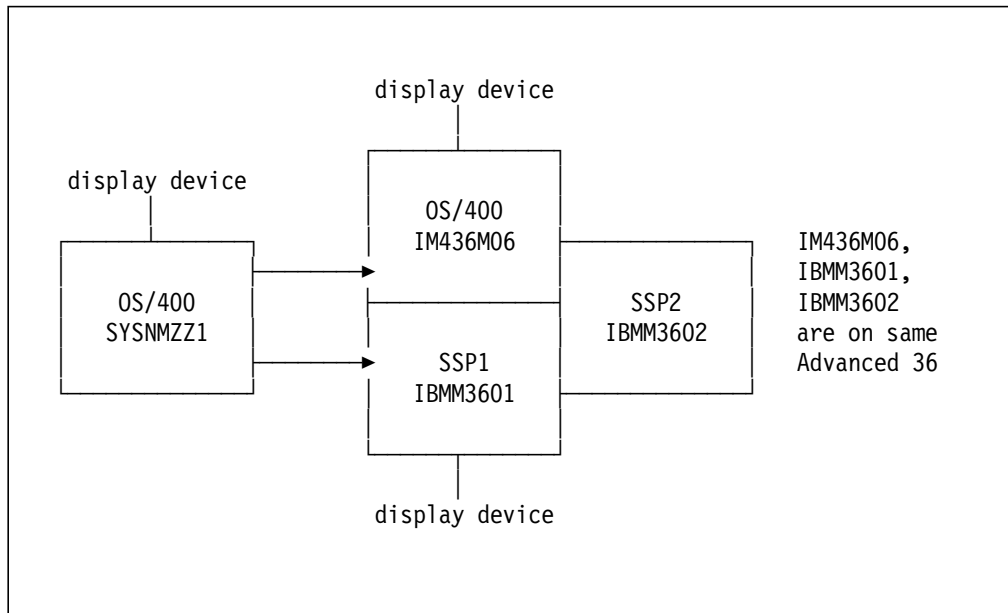 display device
display device
OS/400
IM436M06
OS/400
SYSNMZZ1
SSP1
IBMM3601
SSP2
IBMM3602
IM436M06,
IBMM3601,
IBMM3602
are on same
Advanced 36
display device